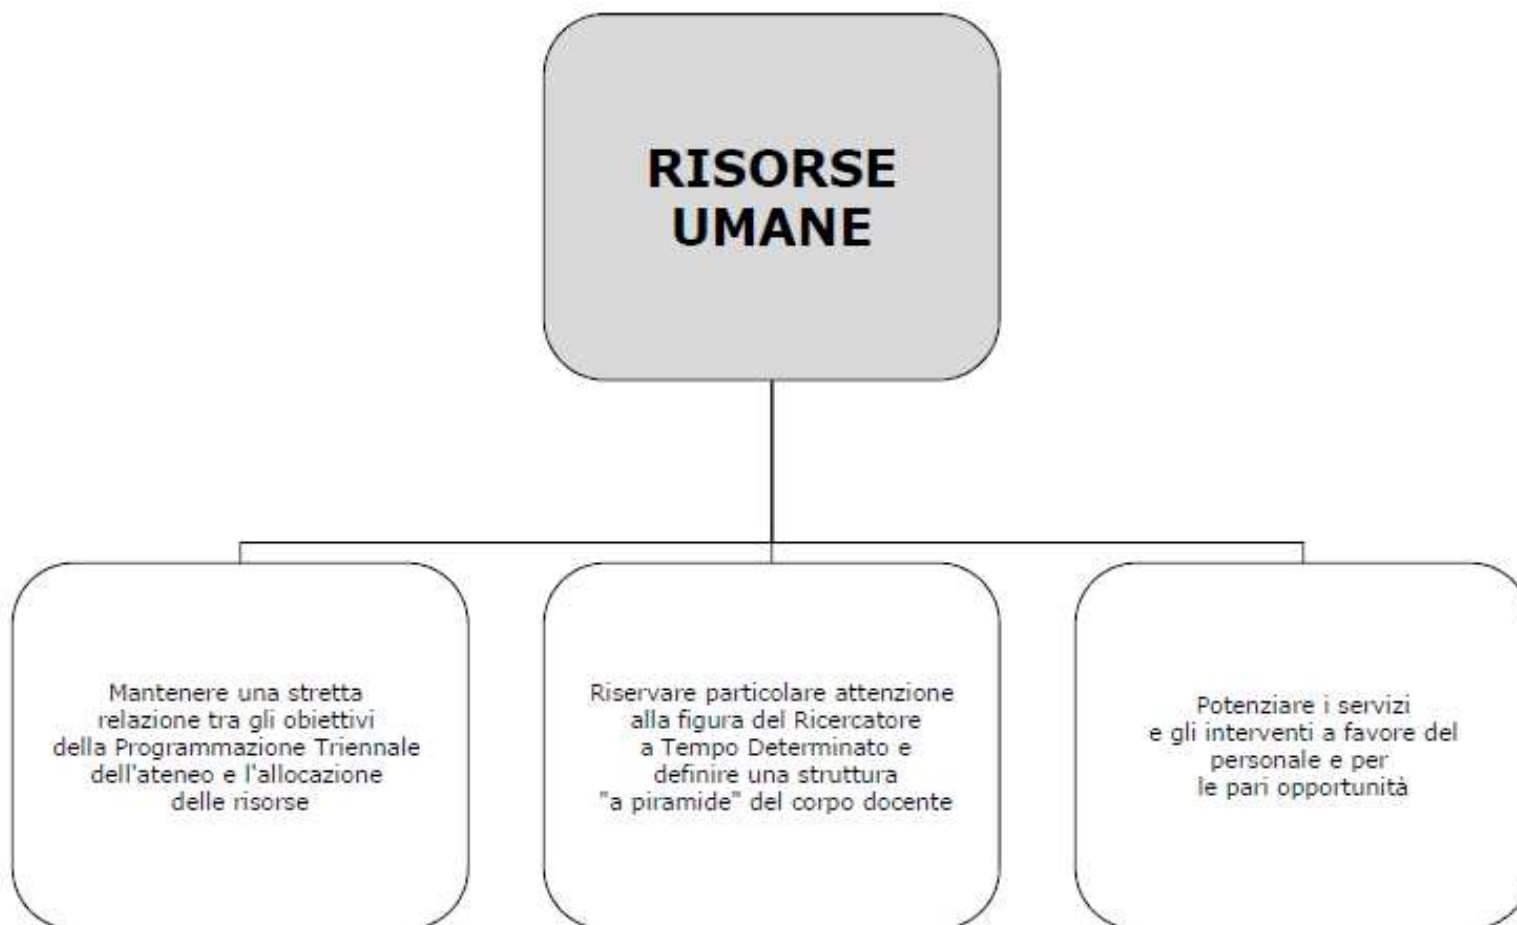 RISORSE
UMANE
Mantenere una stretta
relazione tra gli obiettivi
della Programmazione Triennale
dell'ateneo e l'allocazione
delle risorse
Riservare particolare attenzione
alla figura del Ricercatore
a Tempo Determinato e
definire una struttura
"a piramide" del corpo docente
Potenziare i servizi
e gli interventi a favore del
personale e per
le pari opportunità